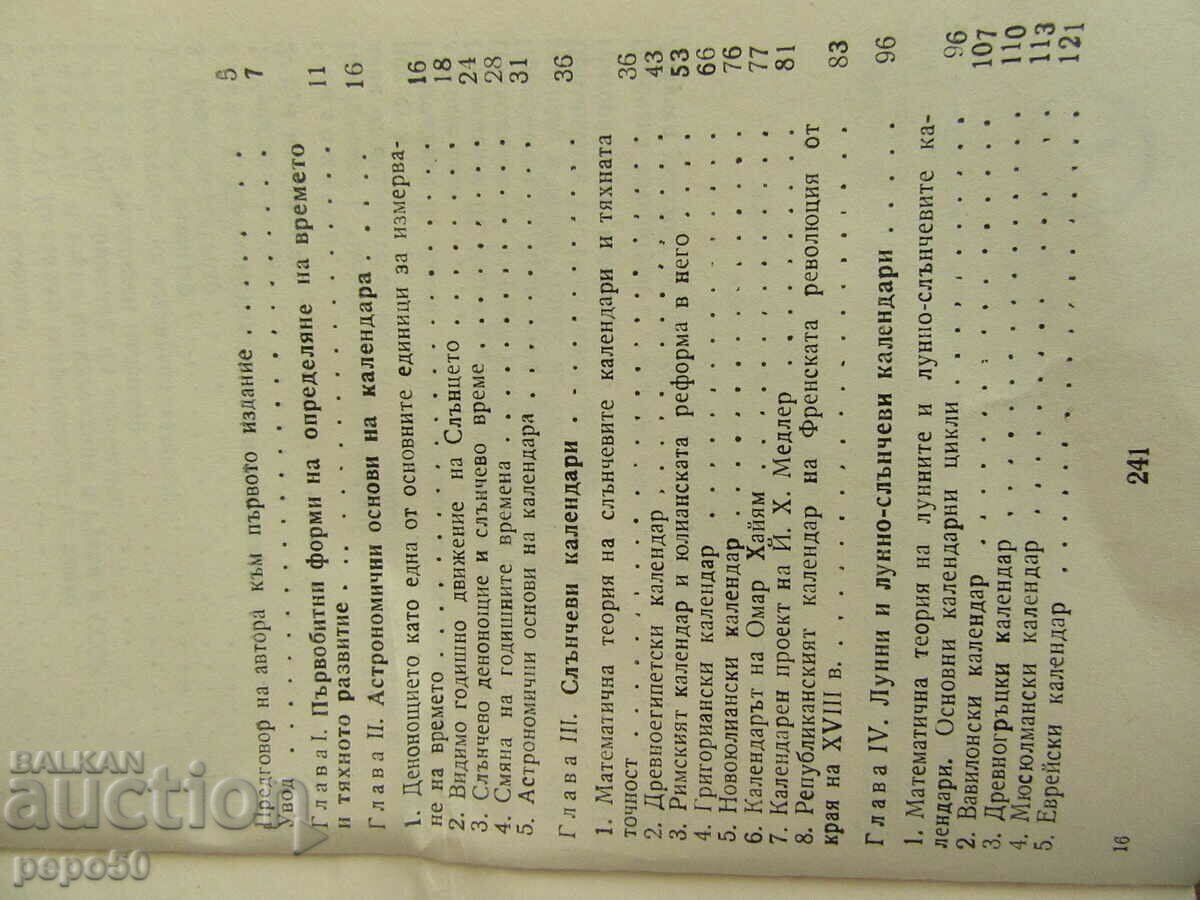 Предговор на автора към първото издание . . . . . . . 5
Увод . . . . . . . . . . . . . . . . . . . . 7
Глава I. Първобитни форми на определяне на времето
и тяхното развитие . . . . . . . . . . . . . . . 11
Глава II. Астрономични основи на календара . . . . . . 16
1. Денонощието като една от основните единици за измерва-
не на времето . . . . . . . . . . . . . . . . . 16
2. Видимо годишно движение на Слънцето . . . . . . . . 18
3. Слънчево денонощие и слънчево време . . . . . . . . 24
4. Смяна на годишните времена . . . . . . . . . . . . 28
5. Астрономични основи на календара . . . . . . . . . . 31
Глава III. Слънчеви календари . . . . . . . . . . . . 36
1. Математична теория на слънчевите календари и тяхната
точност . . . . . . . . . . . . . . . . . . . 36
2. Древноегипетски календар . . . . . . . . . . . . . 43
3. Римският календар и юлианската реформа в него . . . . 53
4. Григориански календар . . . . . . . . . . . . . . 66
5. Новоюлиански календар . . . . . . . . . . . . . . 76
6. Календарът на Омар Хайям . . . . . . . . . . . . . 77
7. Календарен проект на Й. Х. Медлер . . . . . . . . . 81
8. Републиканският календар на Френската революция от
края на XVIII в. . . . . . . . . . . . . . . . . 83
Глава IV. Лунни и лунно-слънчеви календари . . . . . . 96
1. Математична теория на лунните и лунно-слънчевите ка-
лендари. Основни календарни цикли . . . . . . . . . 96
2. Вавилонски календар . . . . . . . . . . . . . . . 107
3. Древногръцки календар . . . . . . . . . . . . . . 110
4. Мюсюлмански календар . . . . . . . . . . . . . . 113
5. Еврейски календар . . . . . . . . . . . . . . . . 121
16
241
BALKAN
auction
pepo50